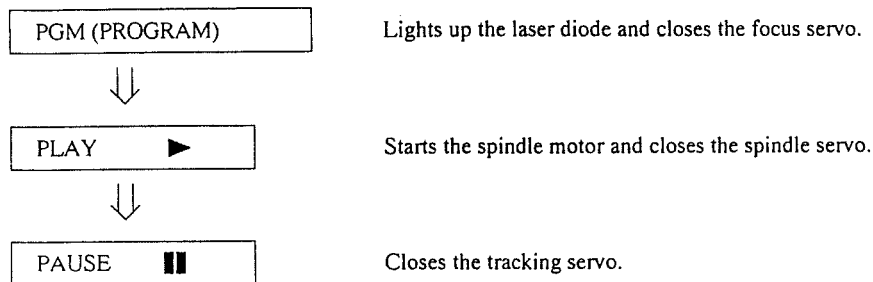 PGM (PROGRAM) Lights up the laser diode and closes the focus servo.
PLAY ► Starts the spindle motor and closes the spindle servo.
PAUSE ▮▮ Closes the tracking servo.